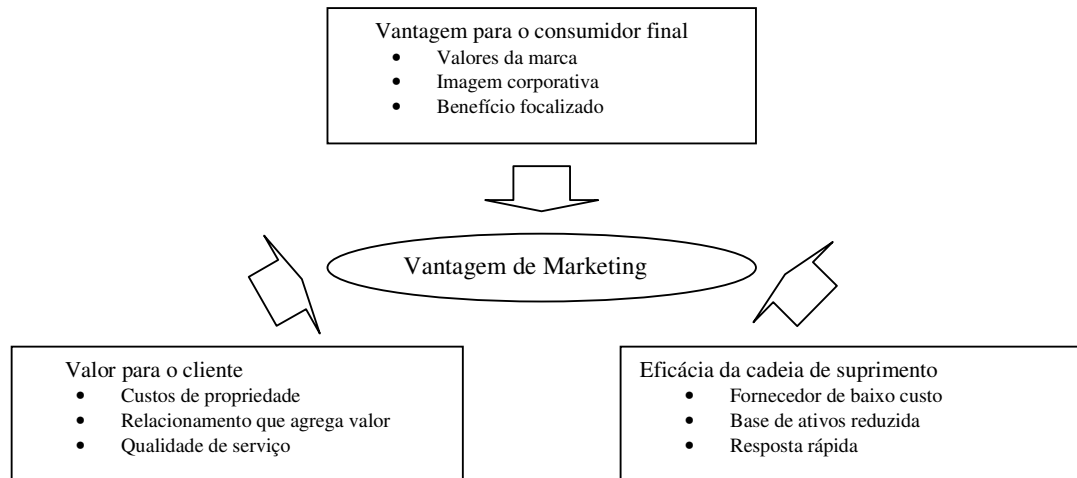 Vantagem para o consumidor final
• Valores da marca
• Imagem corporativa
• Benefício focalizado
Vantagem de Marketing
Valor para o cliente
• Custos de propriedade
• Relacionamento que agrega valor
• Qualidade de serviço
Eficácia da cadeia de suprimento
• Fornecedor de baixo custo
• Base de ativos reduzida
• Resposta rápida